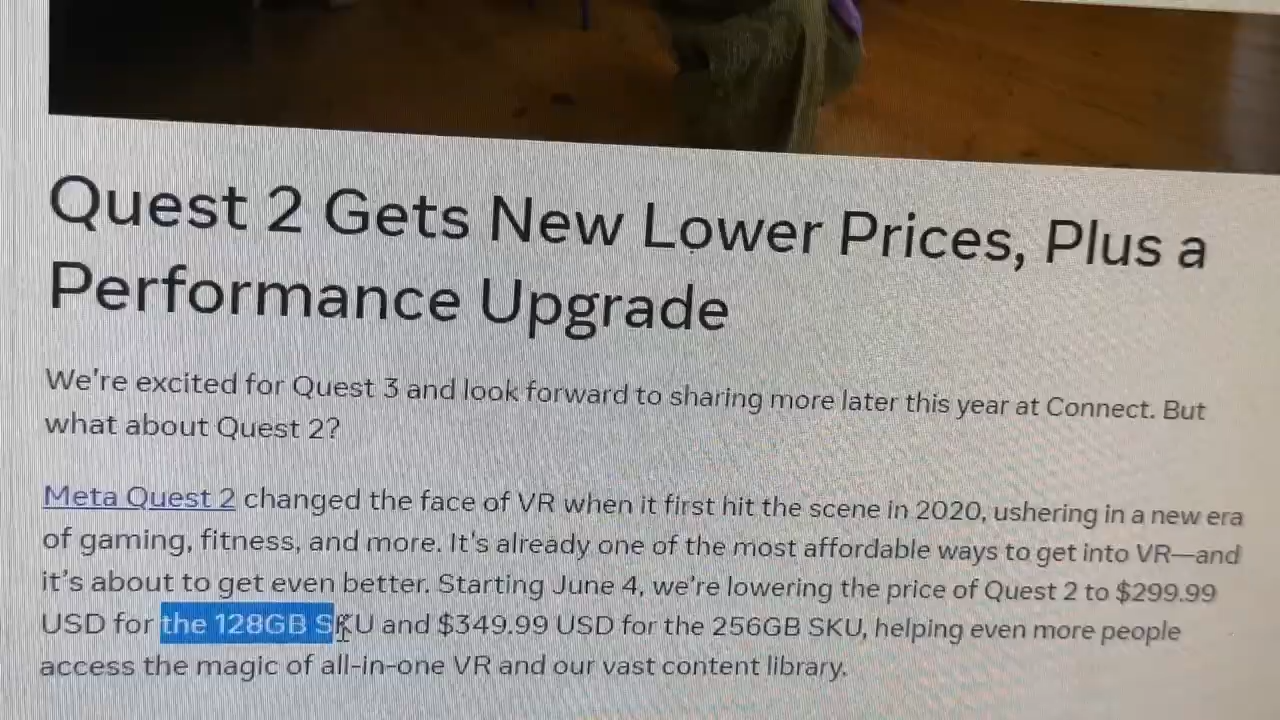 Quest 2 Gets New Lower Prices, Plus a
Performance Upgrade
We're excited for Quest 3 and look forward to sharing more later this year at Connect. But
what about Quest 2?
Meta Quest 2 changed the face of VR when it first hit the scene in 2020, ushering in a new era
of gaming, fitness, and more. It's already one of the most affordable ways to get into VR—and
it's about to get even better. Starting June 4, we're lowering the price of Quest 2 to $299.99
USD for the 128GB SKU and $349.99 USD for the 256GB SKU, helping even more people
access the magic of all-in-one VR and our vast content library.